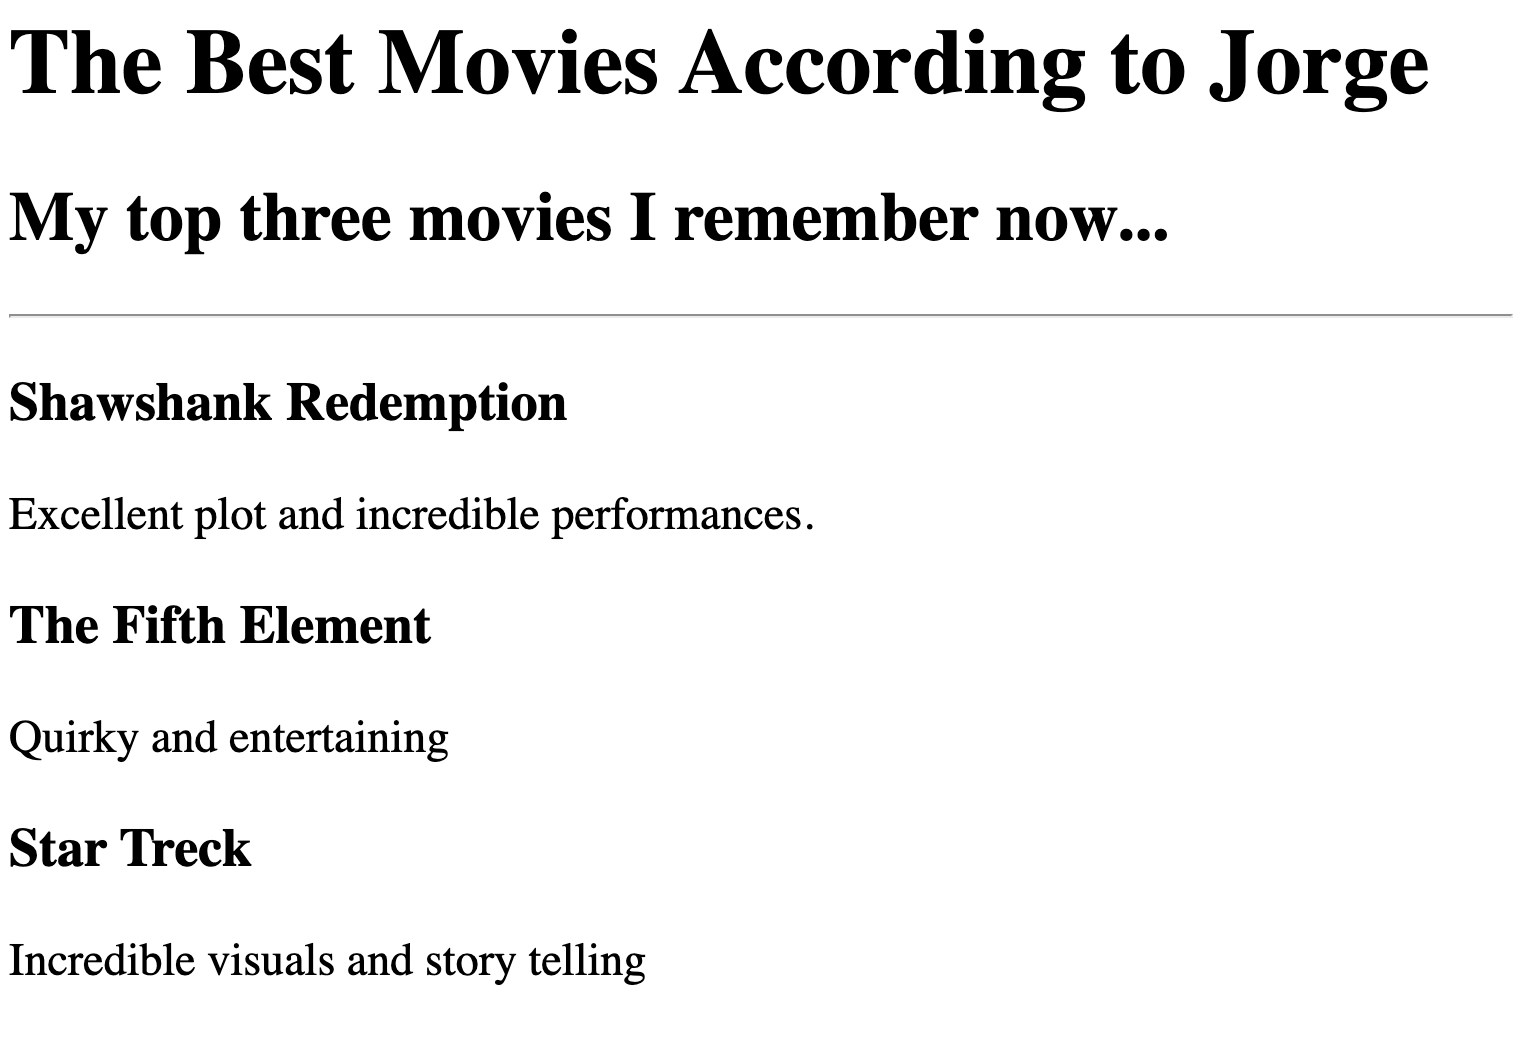 The Best Movies According to Jorge
My top three movies I remember now...
Shawshank Redemption
Excellent plot and incredible performances.
The Fifth Element
Quirky and entertaining
Star Treck
Incredible visuals and story telling